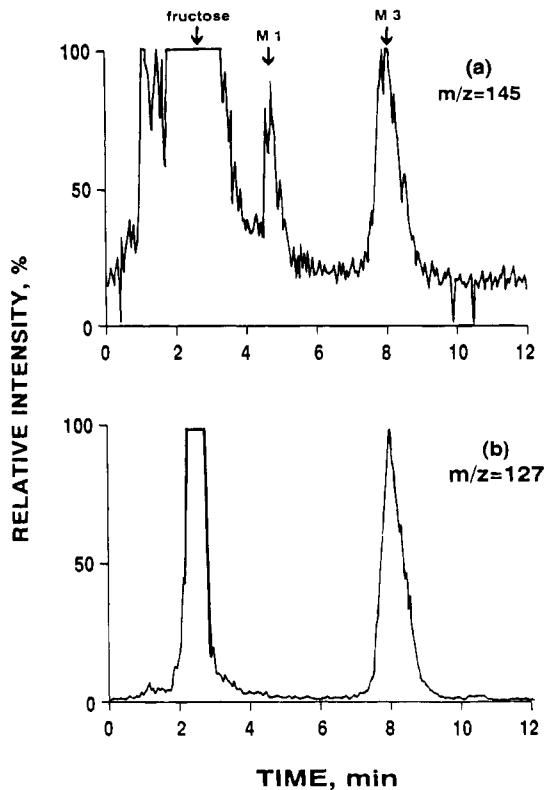 fructose
M 1
M 3
(a)
m/z=145
100
50
0
0 2 4 6 8 10 12
RELATIVE INTENSITY, %
(b)
m/z=127
100
50
0
0 2 4 6 8 10 12
TIME, min